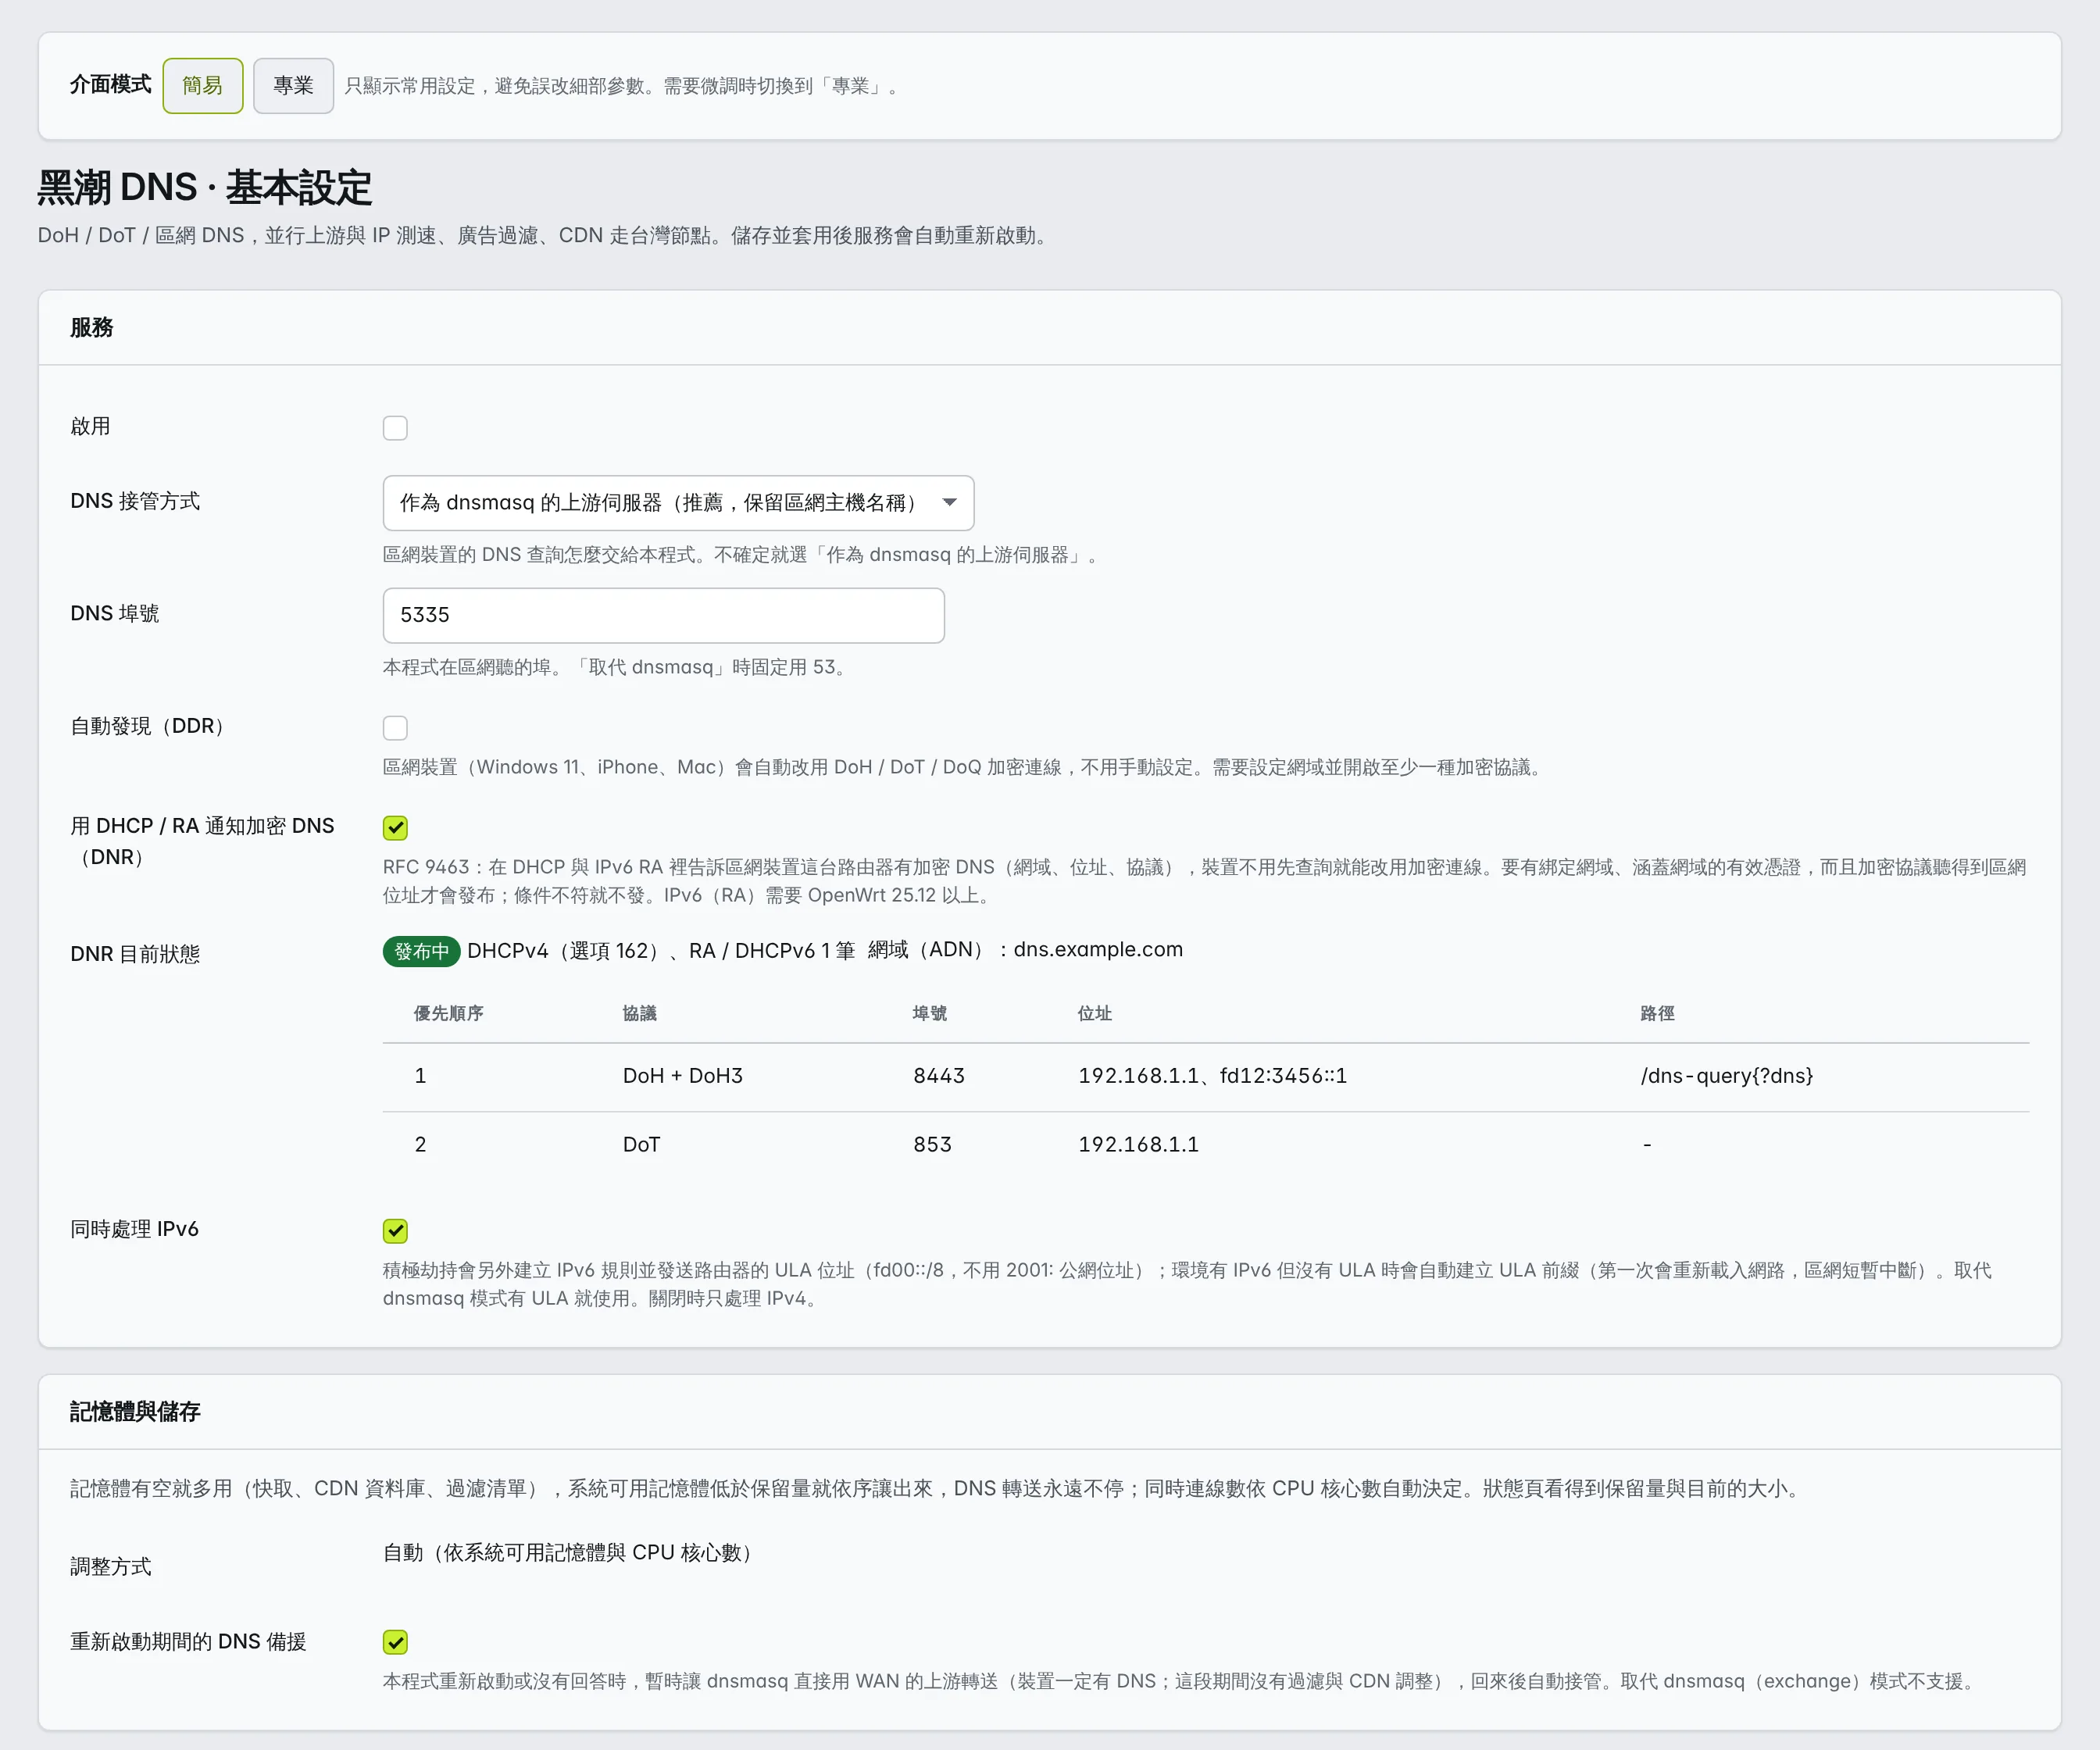 介面模式 簡易 專業 只顯示常用設定，避免誤改細部參數。需要微調時切換到「專業」。
黑潮 DNS · 基本設定
DoH / DoT / 區網 DNS，並行上游與 IP 測速、廣告過濾、CDN 走台灣節點。儲存並套用後服務會自動重新啟動。
服務
啟用
DNS 接管方式 作為 dnsmasq 的上游伺服器（推薦，保留區網主機名稱）
區網裝置的 DNS 查詢怎麼交給本程式。不確定就選「作為 dnsmasq 的上游伺服器」。
DNS 埠號 5335
本程式在區網聽的埠。「取代 dnsmasq」時固定用 53。
自動發現（DDR）
區網裝置（Windows 11、iPhone、Mac）會自動改用 DoH / DoT / DoQ 加密連線，不用手動設定。需要設定網域並開啟至少一種加密協議。
用 DHCP / RA 通知加密 DNS
（DNR）
RFC 9463：在 DHCP 與 IPv6 RA 裡告訴區網裝置這台路由器有加密 DNS（網域、位址、協議），裝置不用先查詢就能改用加密連線。要有綁定網域、涵蓋網域的有效憑證，而且加密協議聽得到區網
位址才會發布；條件不符就不發。IPv6（RA）需要 OpenWrt 25.12 以上。
DNR 目前狀態 發布中 DHCPv4（選項 162）、RA / DHCPv6 1 筆 網域（ADN）：dns.example.com
優先順序 協議 埠號 位址 路徑
1 DoH + DoH3 8443 192.168.1.1、fd12:3456::1 /dns-query{?dns}
2 DoT 853 192.168.1.1 -
同時處理 IPv6
積極劫持會另外建立 IPv6 規則並發送路由器的 ULA 位址（fd00::/8，不用 2001: 公網位址）；環境有 IPv6 但沒有 ULA 時會自動建立 ULA 前綴（第一次會重新載入網路，區網短暫中斷）。取代
dnsmasq 模式有 ULA 就使用。關閉時只處理 IPv4。
記憶體與儲存
記憶體有空就多用（快取、CDN 資料庫、過濾清單），系統可用記憶體低於保留量就依序讓出來，DNS 轉送永遠不停；同時連線數依 CPU 核心數自動決定。狀態頁看得到保留量與目前的大小。
調整方式 自動（依系統可用記憶體與 CPU 核心數）
重新啟動期間的 DNS 備援
本程式重新啟動或沒有回答時，暫時讓 dnsmasq 直接用 WAN 的上游轉送（裝置一定有 DNS；這段期間沒有過濾與 CDN 調整），回來後自動接管。取代 dnsmasq（exchange）模式不支援。